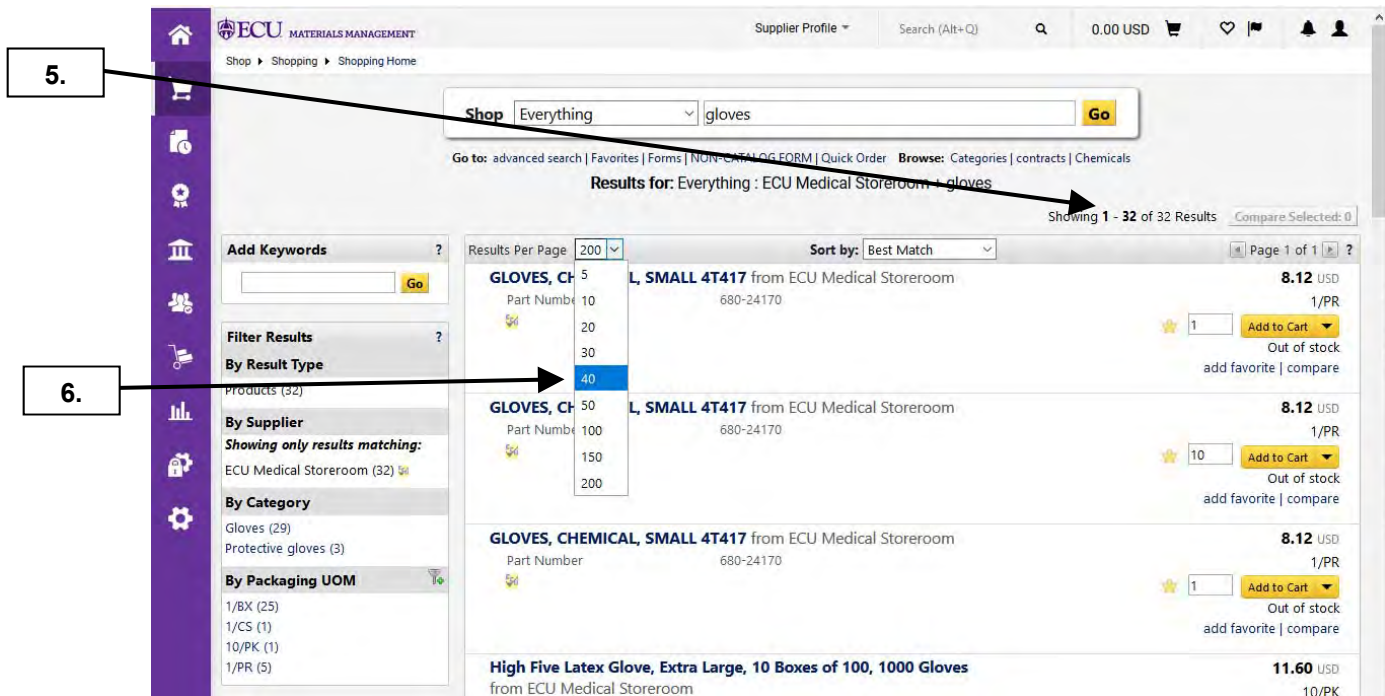 ECU MATERIALS MANAGEMENT
Supplier Profile
Search (Alt+Q)
0.00 USD
Shop Shopping Shopping Home
5.
Shop Everything gloves Go
Go to: advanced search | Favorites | Forms | NON-CATALOG FORM | Quick Order Browse: Categories | contracts | Chemicals
Results for: Everything : ECU Medical Storeroom + gloves
Showing 1 - 32 of 32 Results Compare Selected: 0
Add Keywords ?
Go
Filter Results ?
By Result Type
Products (32)
6.
By Supplier
Showing only results matching:
ECU Medical Storeroom (32)
By Category
Gloves (29)
Protective gloves (3)
By Packaging UOM
1/BX (25)
1/CS (1)
10/PK (1)
1/PR (5)
Results Per Page 200 Sort by: Best Match Page 1 of 1 ?
5
10
20
30
40
50
100
150
200
GLOVES, CH L, SMALL 4T417 from ECU Medical Storeroom 8.12 USD
Part Numbe 680-24170 1/PR
1 Add to Cart
Out of stock
add favorite | compare
GLOVES, CH L, SMALL 4T417 from ECU Medical Storeroom 8.12 USD
Part Numbe 680-24170 1/PR
10 Add to Cart
Out of stock
add favorite | compare
GLOVES, CHEMICAL, SMALL 4T417 from ECU Medical Storeroom 8.12 USD
Part Number 680-24170 1/PR
1 Add to Cart
Out of stock
add favorite | compare
High Five Latex Glove, Extra Large, 10 Boxes of 100, 1000 Gloves 11.60 USD
from ECU Medical Storeroom 10/PK